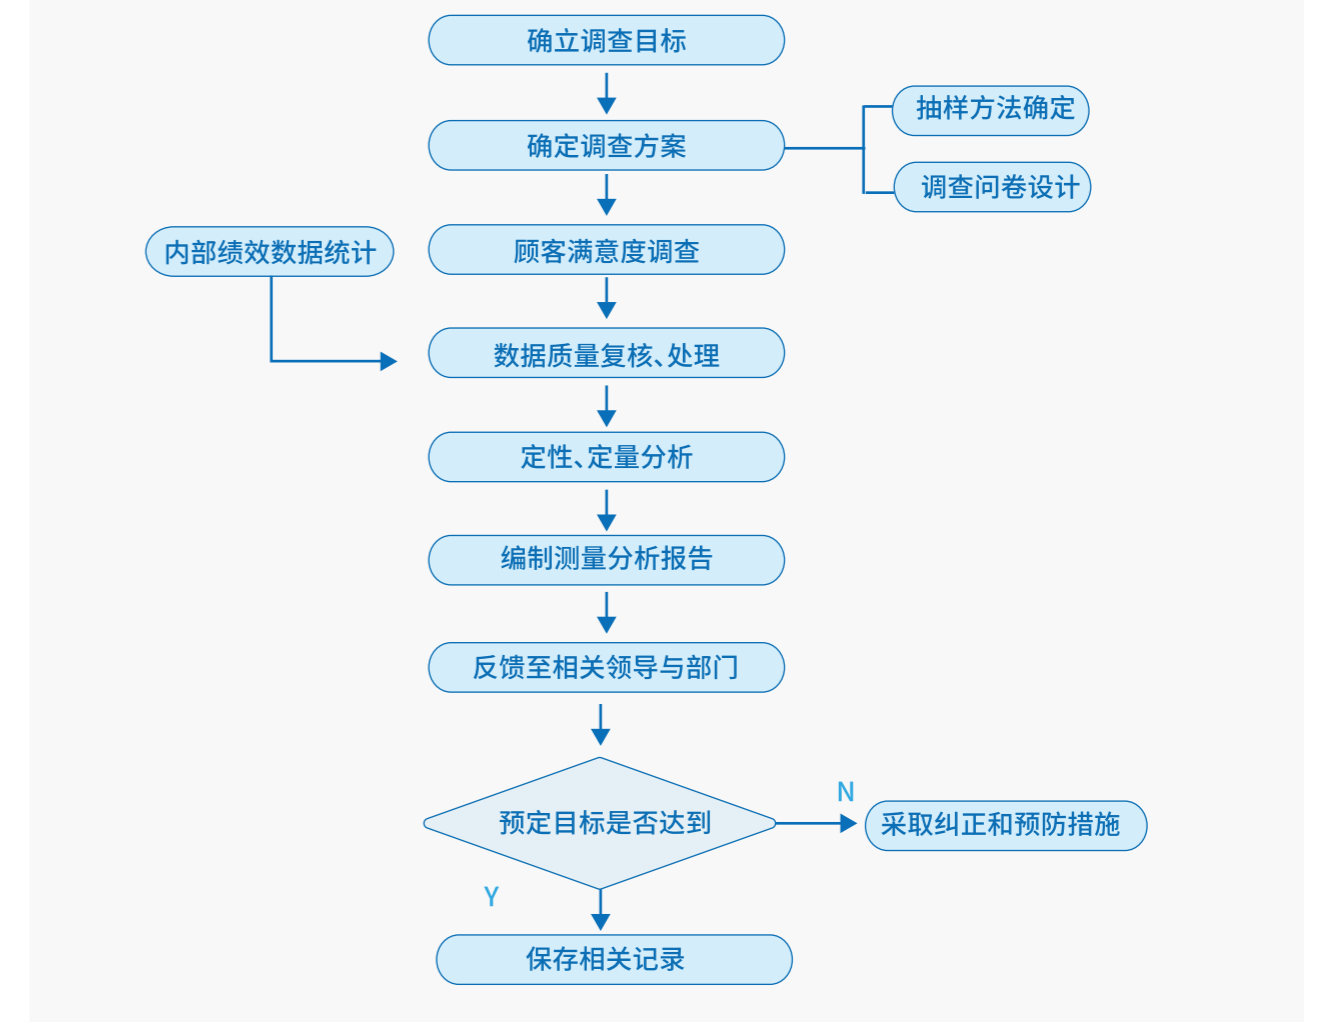 确立调查目标
确定调查方案
抽样方法确定
调查问卷设计
顾客满意度调查
内部绩效数据统计
数据质量复核、处理
定性、定量分析
编制测量分析报告
反馈至相关领导与部门
预定目标是否达到
N
采取纠正和预防措施
Y
保存相关记录